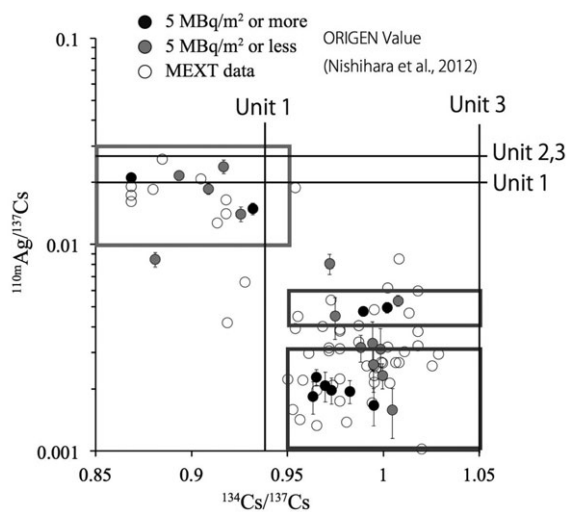 5 MBq/m² or more
5 MBq/m² or less
MEXT data
ORIGEN Value
(Nishihara et al., 2012)
0.1
0.01
0.001
¹¹⁰ᵐAg/¹³⁷Cs
Unit 1
Unit 3
Unit 2,3
Unit 1
0.85
0.9
0.95
1
1.05
¹³⁴Cs/¹³⁷Cs